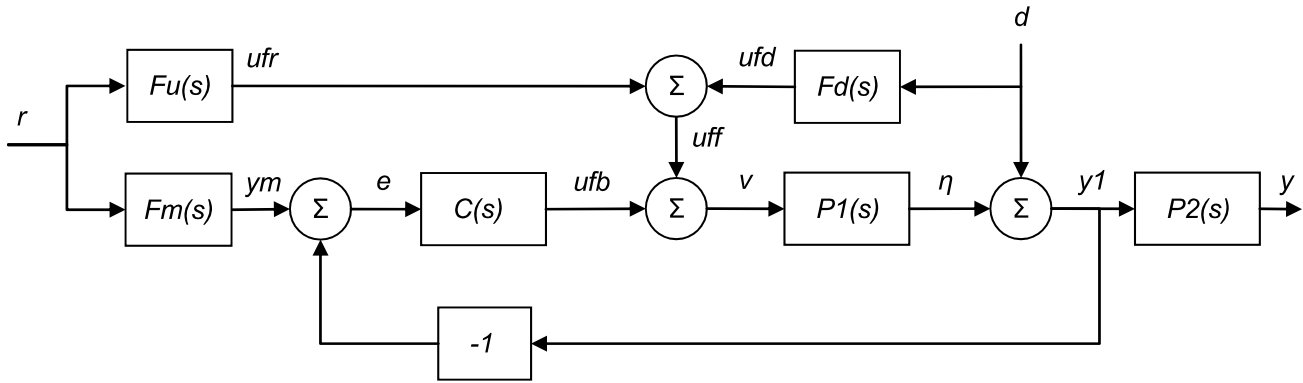 d
ufr
ufd
Fu(s)
Σ
Fd(s)
r
uff
ym
e
ufb
v
η
y1
y
Fm(s)
Σ
C(s)
Σ
P1(s)
Σ
P2(s)
-1